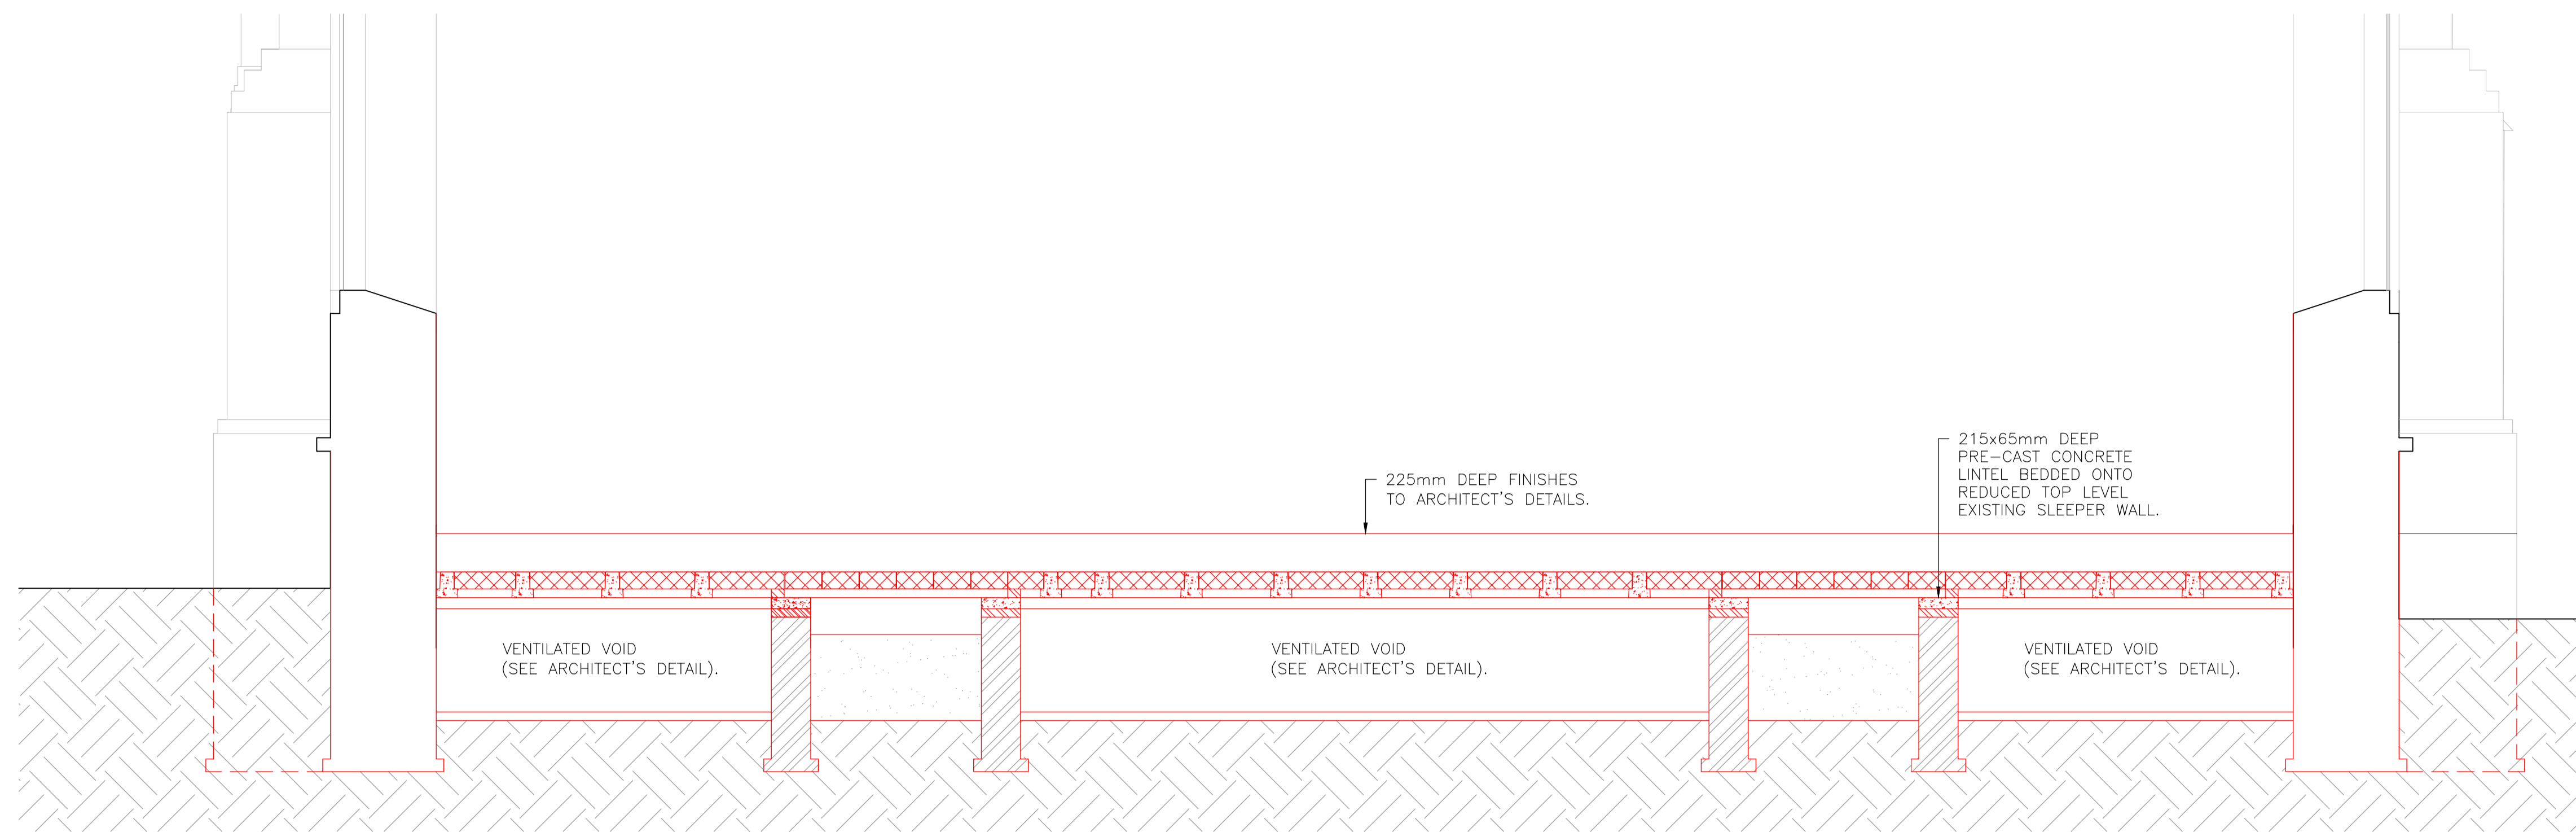 215x65mm DEEP
PRE-CAST CONCRETE
LINTEL BEDDED ONTO
REDUCED TOP LEVEL
EXISTING SLEEPER WALL.
225mm DEEP FINISHES
TO ARCHITECT'S DETAILS.
VENTILATED VOID
(SEE ARCHITECT'S DETAIL).
VENTILATED VOID
(SEE ARCHITECT'S DETAIL).
VENTILATED VOID
(SEE ARCHITECT'S DETAIL).